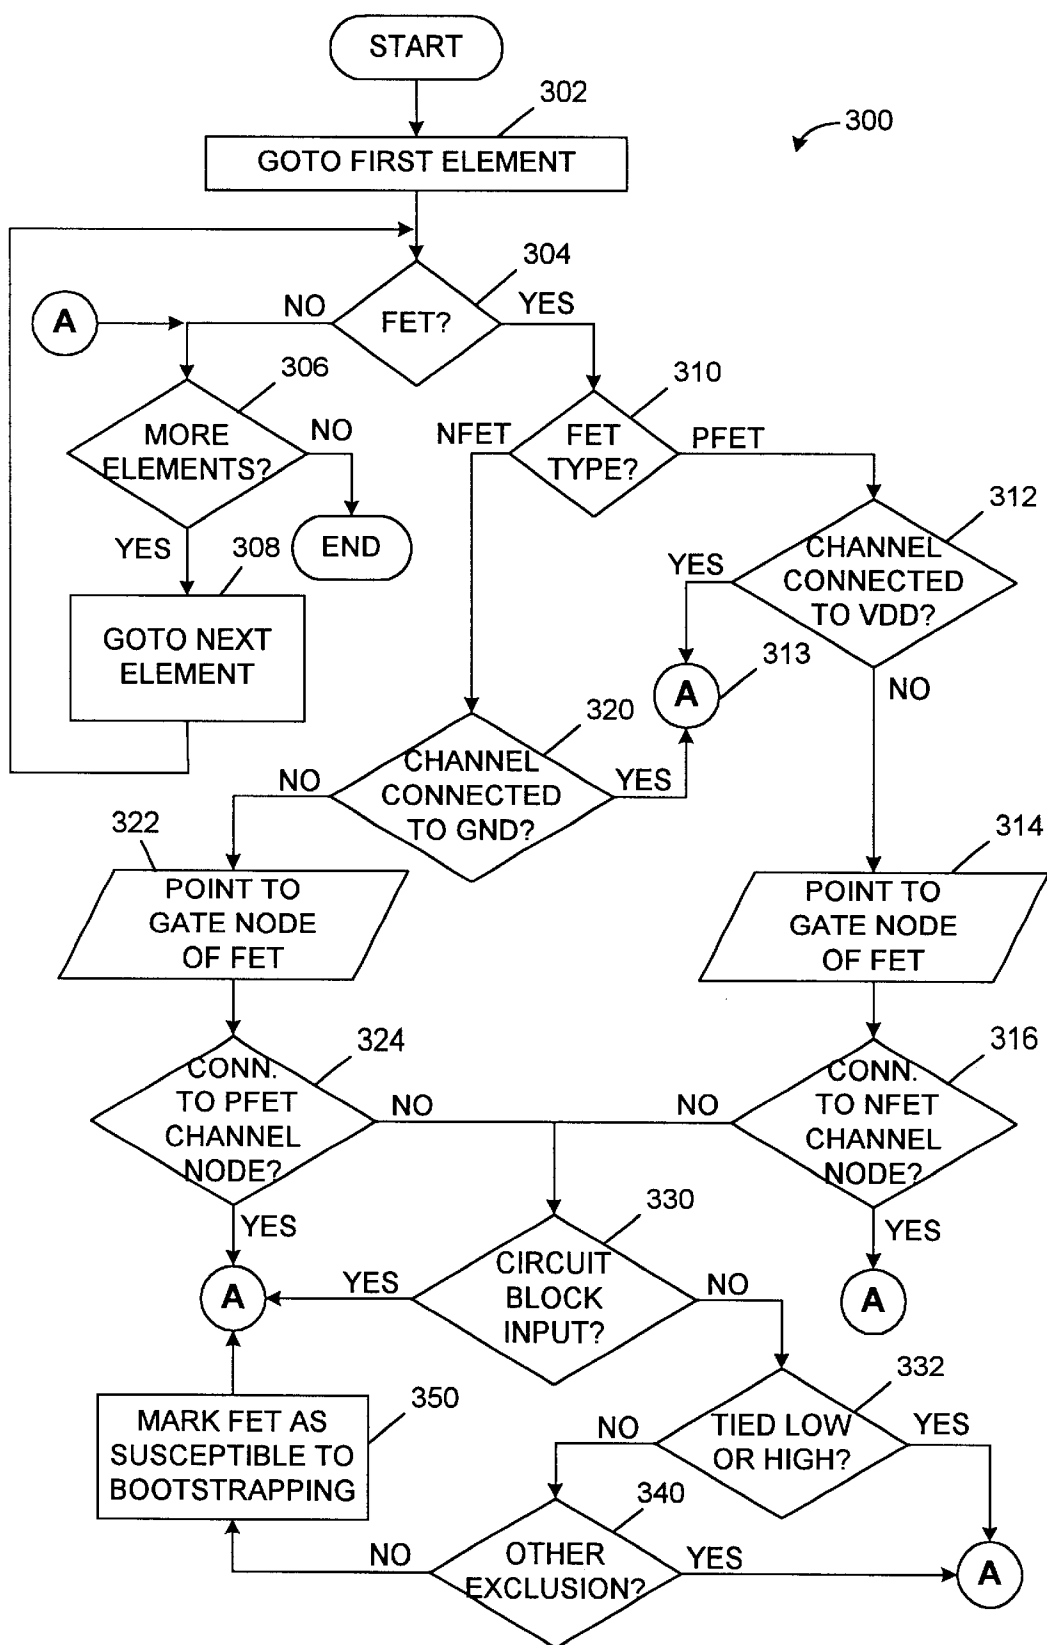 START
302
300
GOTO FIRST ELEMENT
304
NO
YES
A
FET?
306
310
MORE
ELEMENTS?
NO
NFET
FET
TYPE?
PFET
312
YES
308
END
YES
CHANNEL
CONNECTED
TO VDD?
GOTO NEXT
ELEMENT
313
A
NO
320
NO
CHANNEL
CONNECTED
TO GND?
YES
322
314
POINT TO
GATE NODE
OF FET
POINT TO
GATE NODE
OF FET
324
316
CONN.
TO PFET
CHANNEL
NODE?
NO
NO
CONN.
TO NFET
CHANNEL
NODE?
YES
330
YES
A
YES
CIRCUIT
BLOCK
INPUT?
NO
A
332
350
MARK FET AS
SUSCEPTIBLE TO
BOOTSTRAPPING
NO
TIED LOW
OR HIGH?
YES
340
NO
OTHER
EXCLUSION?
YES
A